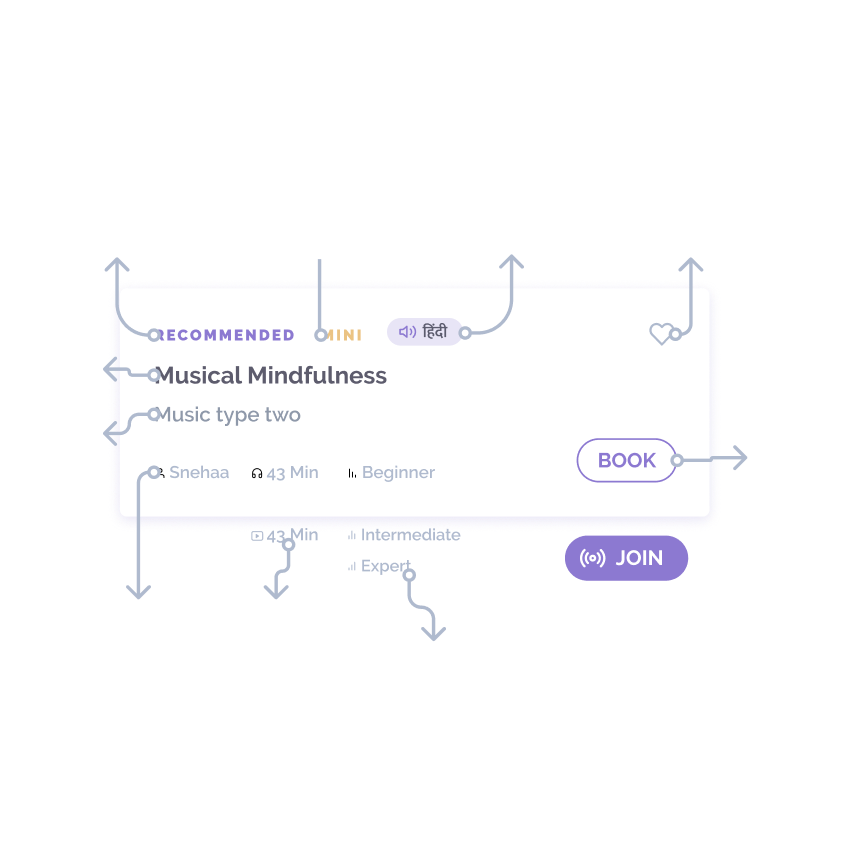 RECOMMENDED MINI हिंदी
Musical Mindfulness
Music type two
Snehaa 43 Min Beginner
BOOK
43 Min Intermediate
Expert
JOIN